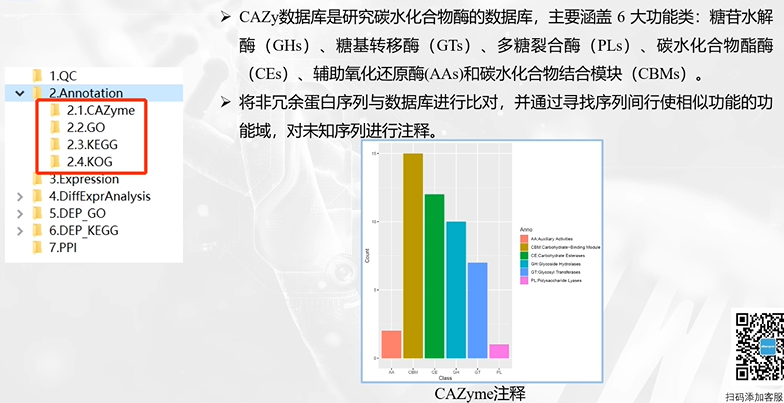 ➢ CAZy数据库是研究碳水化合物酶的数据库，主要涵盖 6 大功能类：糖苷水解
酶（GHs）、糖基转移酶（GTs）、多糖裂合酶（PLs）、碳水化合物酯酶
（CEs）、辅助氧化还原酶(AAs)和碳水化合物结合模块（CBMs）。
➢ 将非冗余蛋白序列与数据库进行比对，并通过寻找序列间行使相似功能的功
能域，对未知序列进行注释。
1.QC
2.Annotation
2.1.CAZyme
2.2.GO
2.3.KEGG
2.4.KOG
3.Expression
4.DiffExprAnalysis
5.DEP_GO
6.DEP_KEGG
7.PPI
15
10
5
0
Count
AA
CBM
CE
GH
GT
PL
Class
Anno
AA:Auxiliary Activities
CBM:Carbohydrate-Binding Module
CE:Carbohydrate Esterases
GH:Glycoside Hydrolases
GT:Glycosyl Transferases
PL:Polysaccharide Lyases
CAZyme注释
扫码添加客服